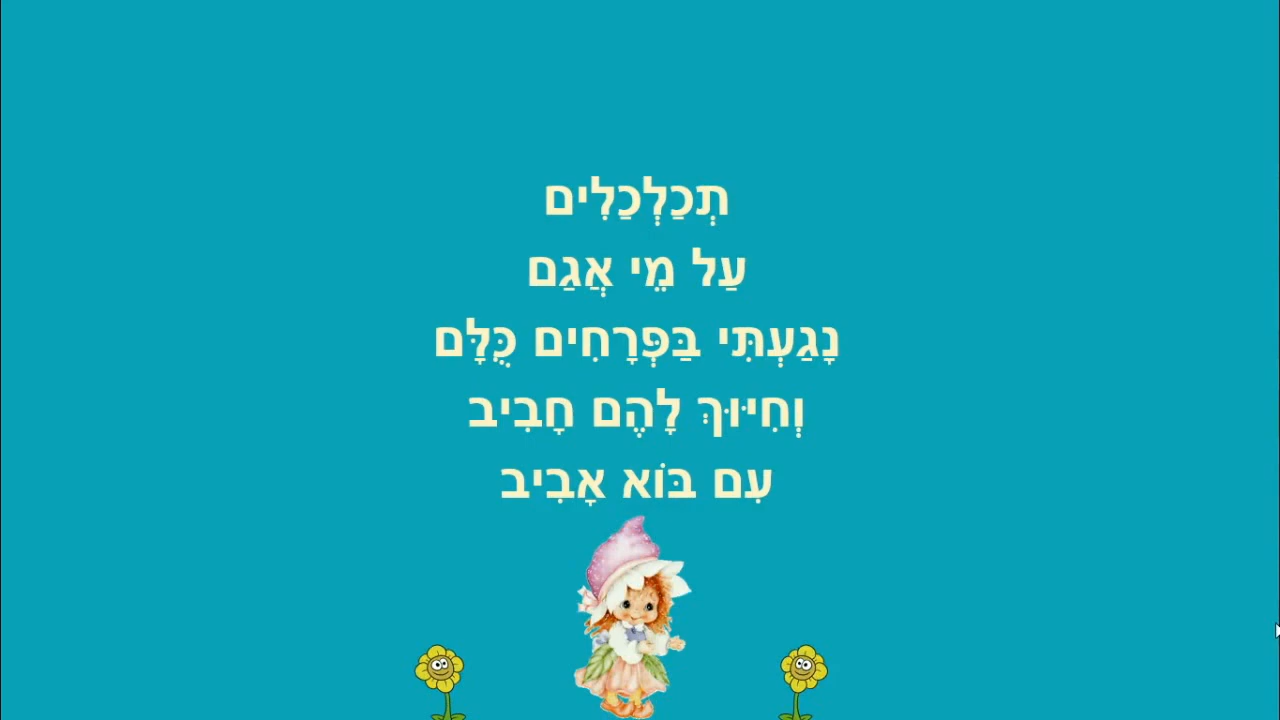 תְכַלְכַלִים
עַל מֵי אֲגַם
נָגַעְתִּי בַּפְּרָחִים כֻּלָּם
וְחִיּוּךְ לָהֶם חָבִיב
עִם בּוֹא אָבִיב